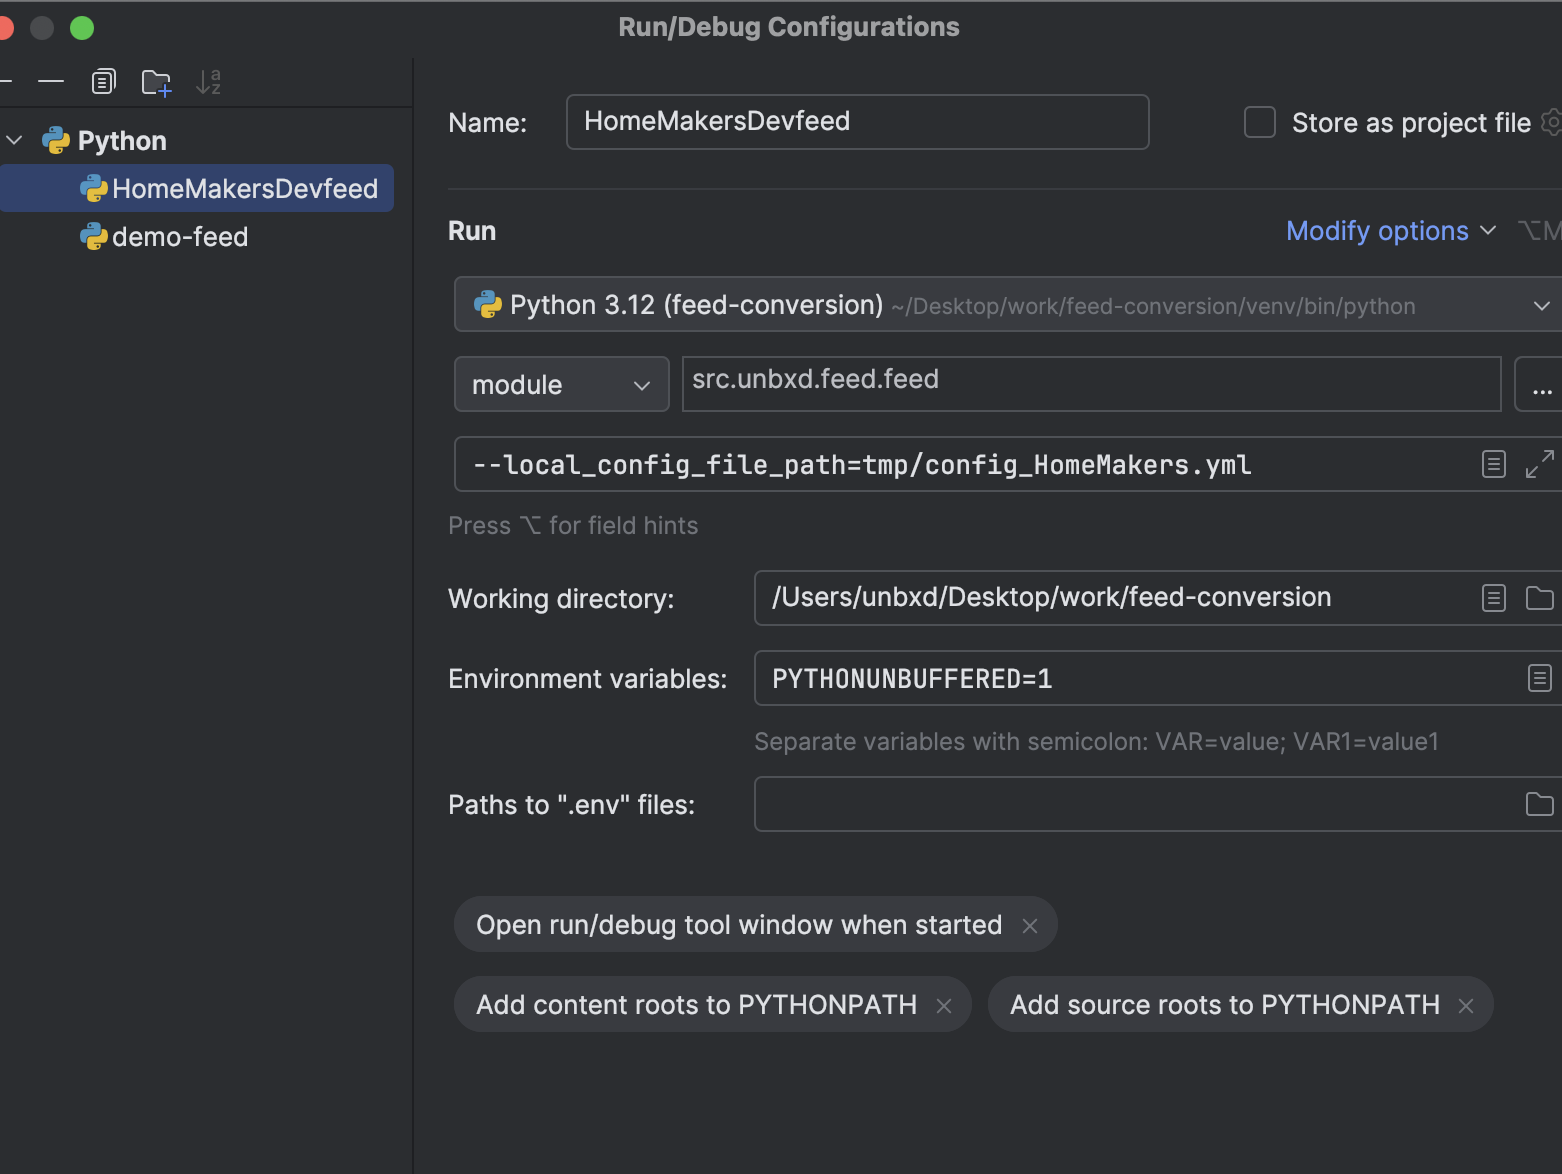 Run/Debug Configurations
Python
HomeMakersDevfeed
demo-feed
Name: HomeMakersDevfeed Store as project file
Run Modify options ⌥M
Python 3.12 (feed-conversion) ~/Desktop/work/feed-conversion/venv/bin/python
module src.unbxd.feed.feed ...
--local_config_file_path=tmp/config_HomeMakers.yml
Press ⌥ for field hints
Working directory: /Users/unbxd/Desktop/work/feed-conversion
Environment variables: PYTHONUNBUFFERED=1
Separate variables with semicolon: VAR=value; VAR1=value1
Paths to ".env" files:
Open run/debug tool window when started
Add content roots to PYTHONPATH Add source roots to PYTHONPATH